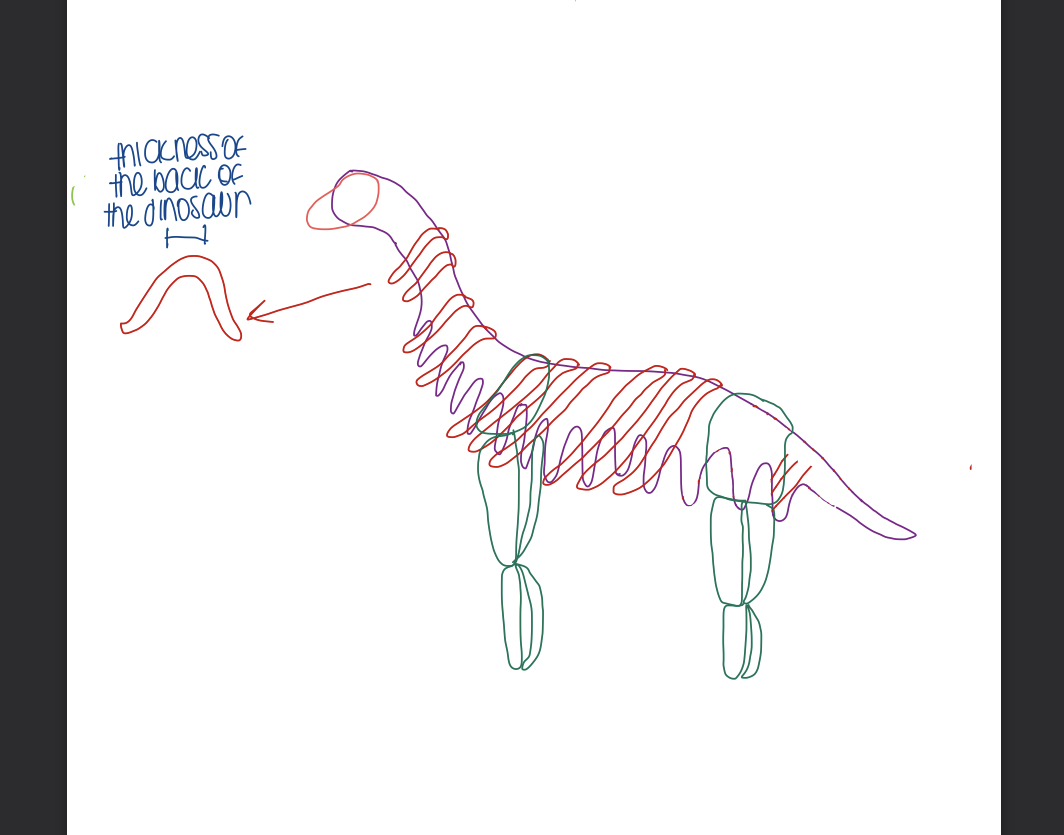 thickness of
the back of
the dinosaur